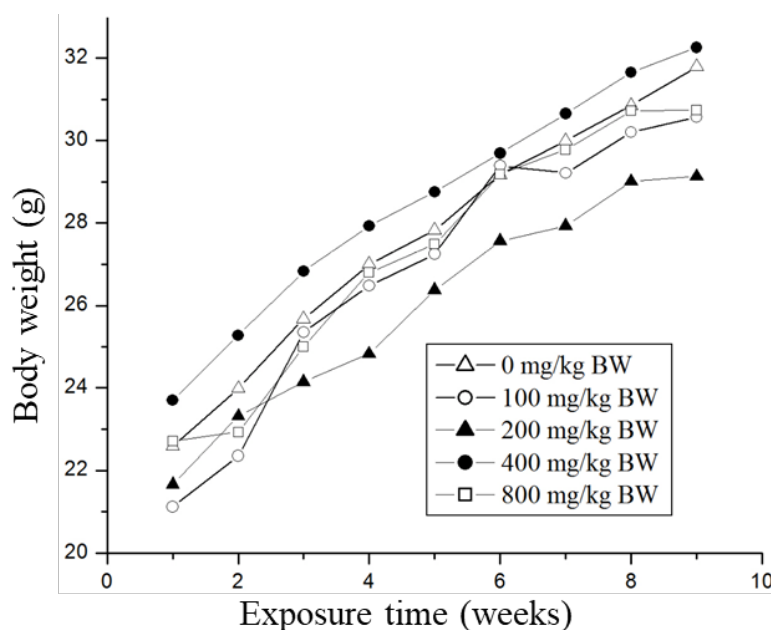 32
30
28
26
24
22
20
Body weight (g)
0 mg/kg BW
100 mg/kg BW
200 mg/kg BW
400 mg/kg BW
800 mg/kg BW
0 2 4 6 8 10
Exposure time (weeks)